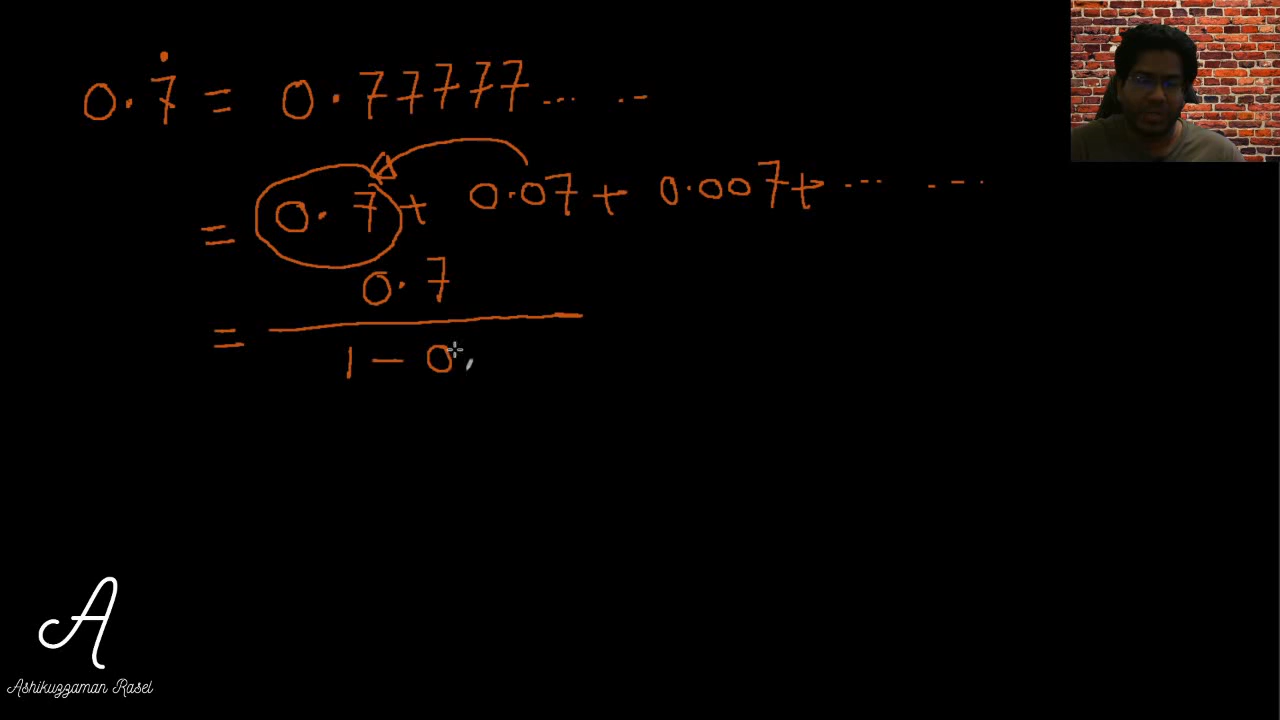 0.7̇ = 0.77777... ..
= 0.7 + 0.07 + 0.007 + ... ...
0.7
= ―――
1 - 0
A
Ashikuzzaman Rasel